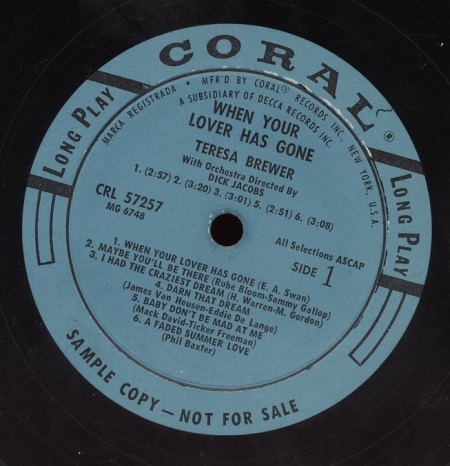 CORAL®
LONG PLAY
LONG PLAY
MARCA REGISTRADA • MFR'D BY CORAL® RECORDS INC., NEW YORK, U.S.A.
A SUBSIDIARY OF DECCA RECORDS INC.
WHEN YOUR
LOVER HAS GONE
TERESA BREWER
With Orchestra Directed By
DICK JACOBS
1. (2:57) 2. (3:20) 3. (3:01) 5. (2:51) 6. (3:08)
CRL 57257
MG 6748
All Selections ASCAP
SIDE 1
1. WHEN YOUR LOVER HAS GONE (E. A. Swan)
2. MAYBE YOU'LL BE THERE (Rube Bloom-Sammy Gallop)
3. I HAD THE CRAZIEST DREAM (H. Warren-M. Gordon)
4. DARN THAT DREAM
(James Van Heusen-Eddie De Lange)
5. BABY DON'T BE MAD AT ME
(Mack David-Ticker Freeman)
6. A FADED SUMMER LOVE
(Phil Baxter)
SAMPLE COPY — NOT FOR SALE